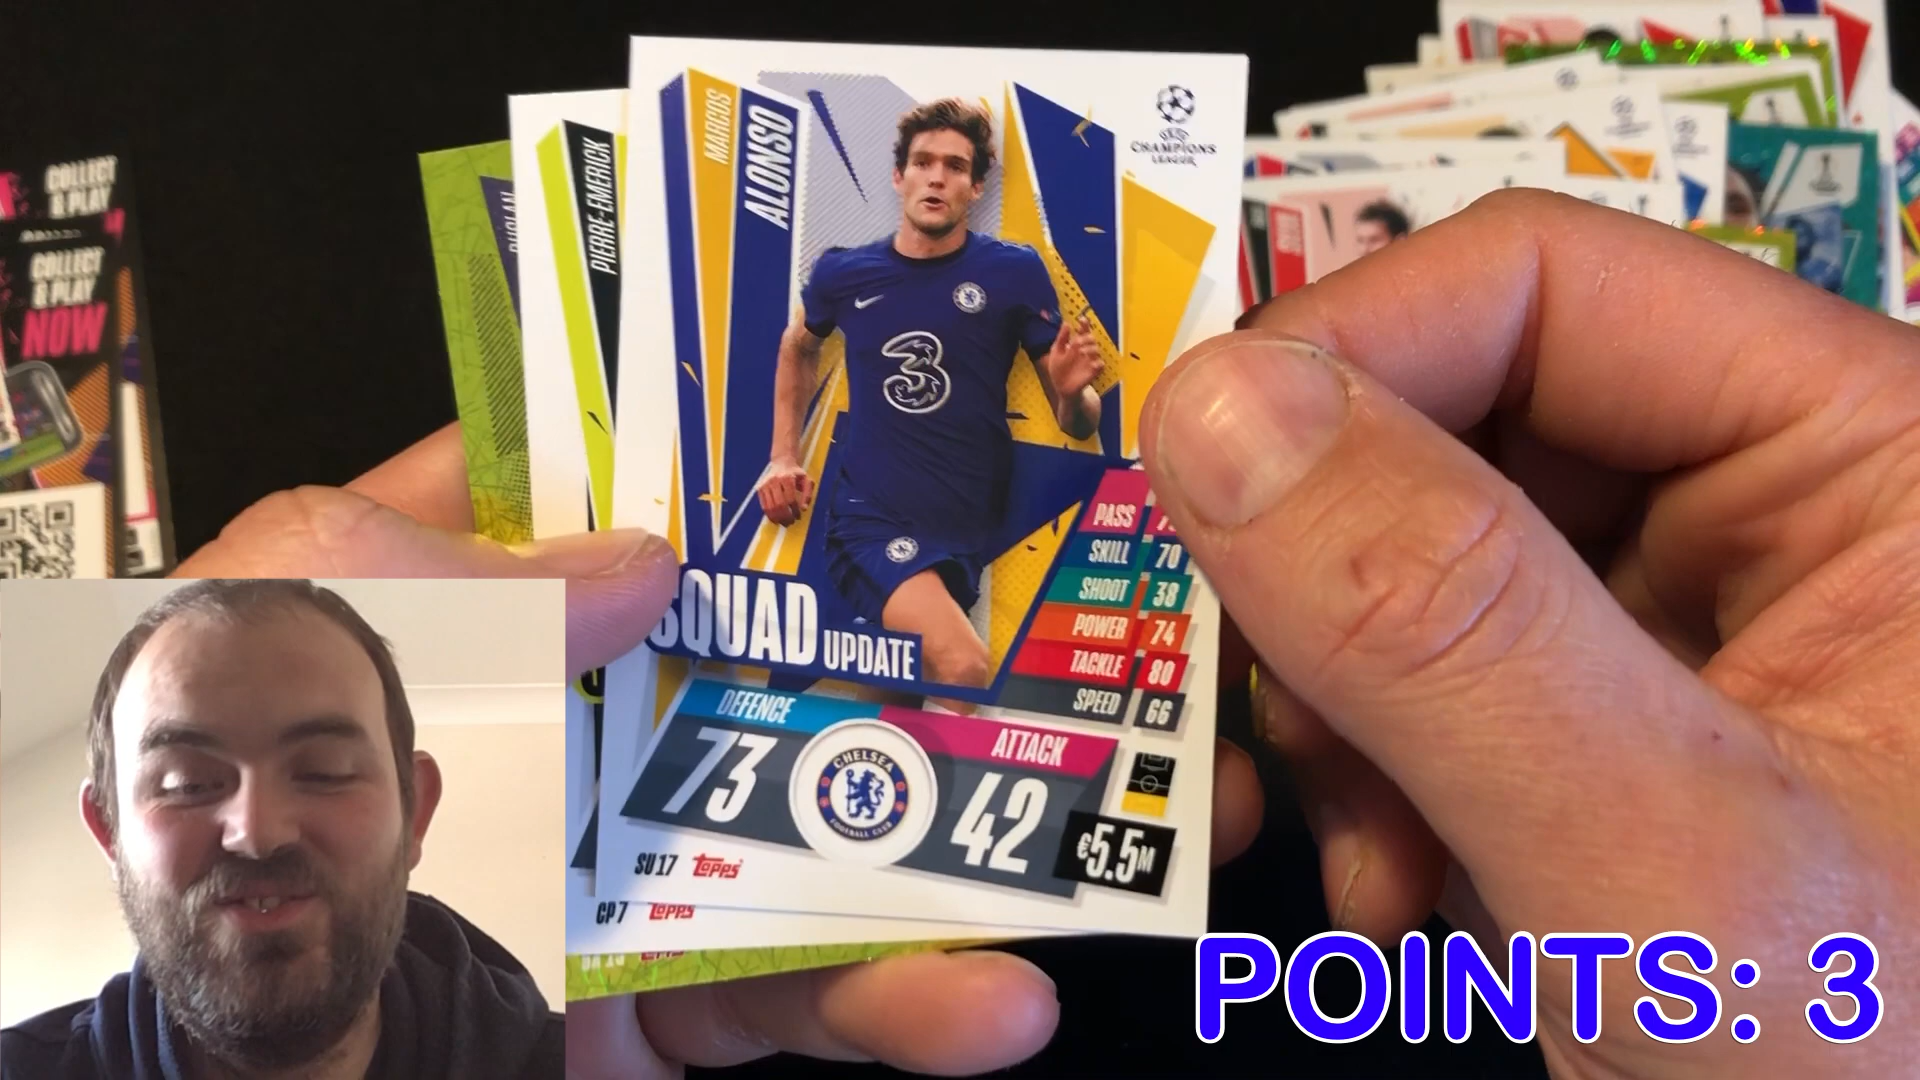 COLLECT
& PLAY
COLLECT
& PLAY
NOW
PIERRE-EMERICK
MARCOS
ALONSO
CHAMPIONS
LEAGUE
3
PASS
SKILL 70
SHOOT 38
POWER 74
TACKLE 80
SPEED 66
SQUAD UPDATE
DEFENCE
73
CHELSEA
FOOTBALL CLUB
ATTACK
42
€5.5M
SU17 Topps
CP7 Topps
POINTS: 3